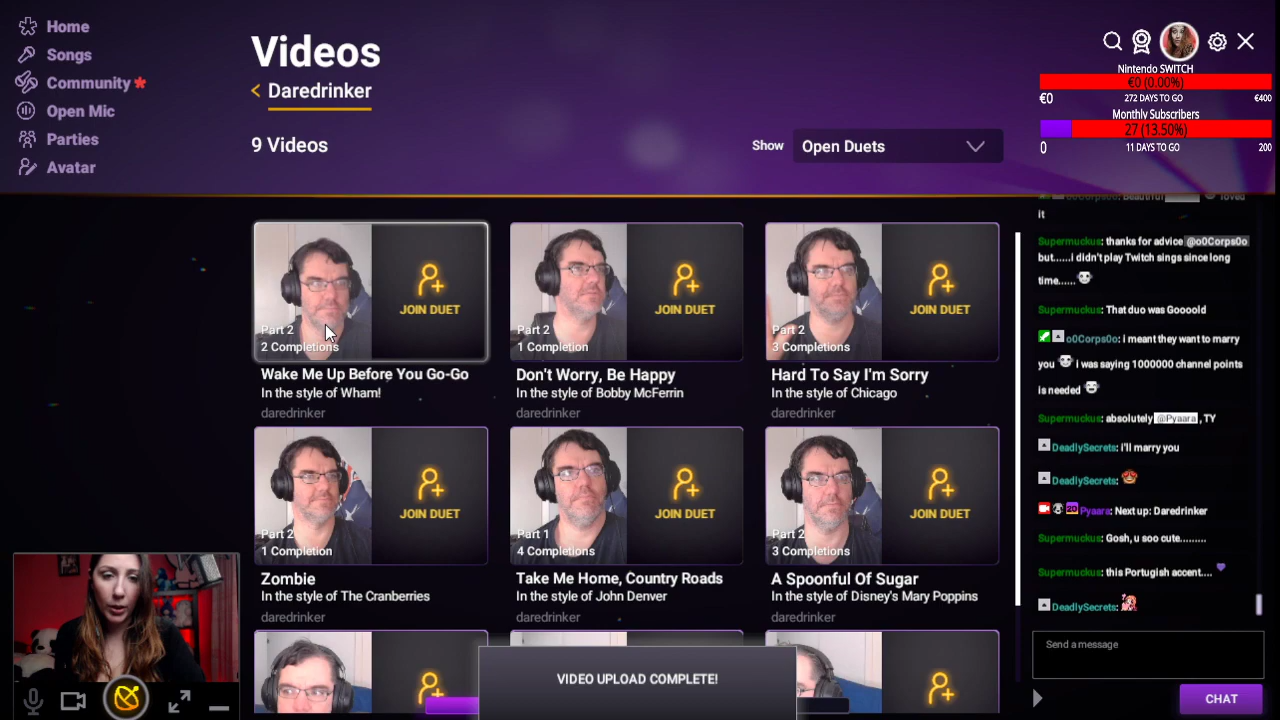 Home
Songs
Community *
Open Mic
Parties
Avatar
Videos
< Daredrinker
9 Videos
Show
Open Duets
Nintendo SWITCH
€0 (0.00%)
€0 272 DAYS TO GO €400
Monthly Subscribers
27 (13.50%)
0 11 DAYS TO GO 200
JOIN DUET
Part 2
2 Completions
Wake Me Up Before You Go-Go
In the style of Wham!
daredrinker
JOIN DUET
Part 2
1 Completion
Don't Worry, Be Happy
In the style of Bobby McFerrin
daredrinker
JOIN DUET
Part 2
3 Completions
Hard To Say I'm Sorry
In the style of Chicago
daredrinker
JOIN DUET
Part 2
1 Completion
Zombie
In the style of The Cranberries
daredrinker
JOIN DUET
Part 1
4 Completions
Take Me Home, Country Roads
In the style of John Denver
daredrinker
JOIN DUET
Part 2
3 Completions
A Spoonful Of Sugar
In the style of Disney's Mary Poppins
daredrinker
VIDEO UPLOAD COMPLETE!
loved
it
Supermuckus: thanks for advice @o0Corps0o
but......i didn't play Twitch sings since long
time......
Supermuckus: That duo was Goooold
o0Corps0o: i meant they want to marry
you i was saying 1000000 channel points
is needed
Supermuckus: absolutely @Pyaara , TY
DeadlySecrets: i'll marry you
DeadlySecrets:
Pyaara: Next up: Daredrinker
Supermuckus: Gosh, u soo cute.........
Supermuckus: this Portugish accent....
DeadlySecrets:
Send a message
CHAT